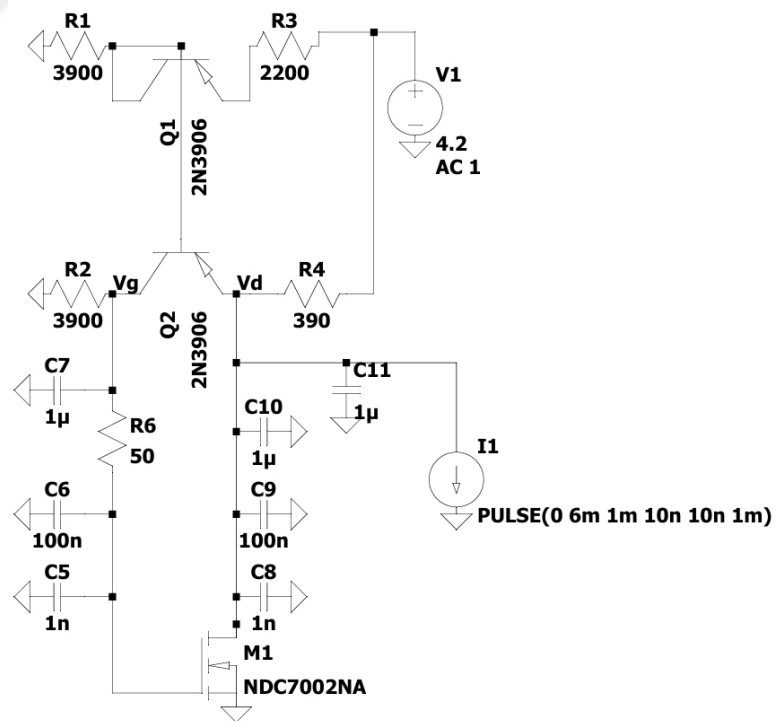 R1
3900
R3
2200
V1
4.2
AC 1
Q1
2N3906
R2
3900
Vg
Vd
R4
390
Q2
2N3906
C7
1µ
R6
50
C11
1µ
C10
1µ
I1
PULSE(0 6m 1m 10n 10n 1m)
C6
100n
C9
100n
C5
1n
C8
1n
M1
NDC7002NA